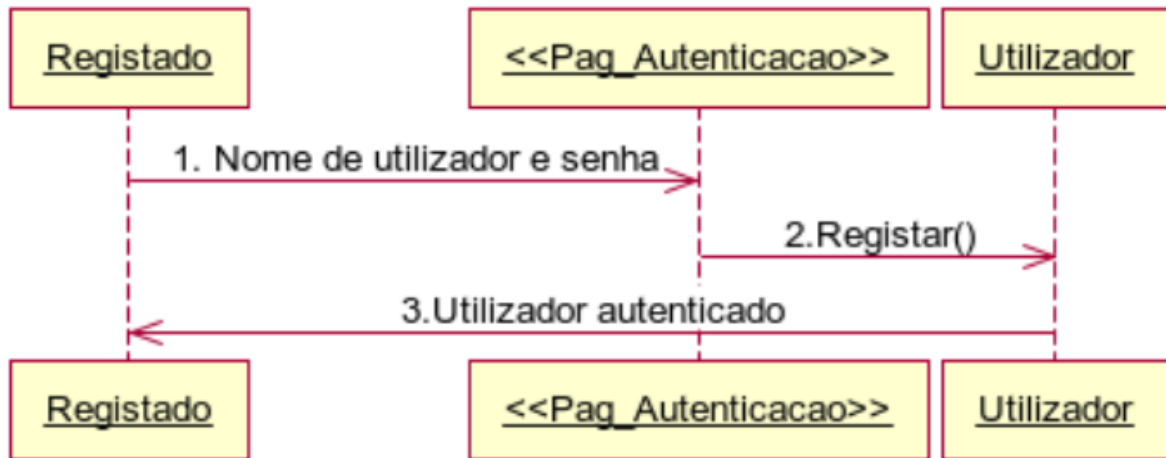 Registado
<<Pag_Autenticacao>>
Utilizador
1. Nome de utilizador e senha
2.Registar()
3.Utilizador autenticado
Registado
<<Pag_Autenticacao>>
Utilizador